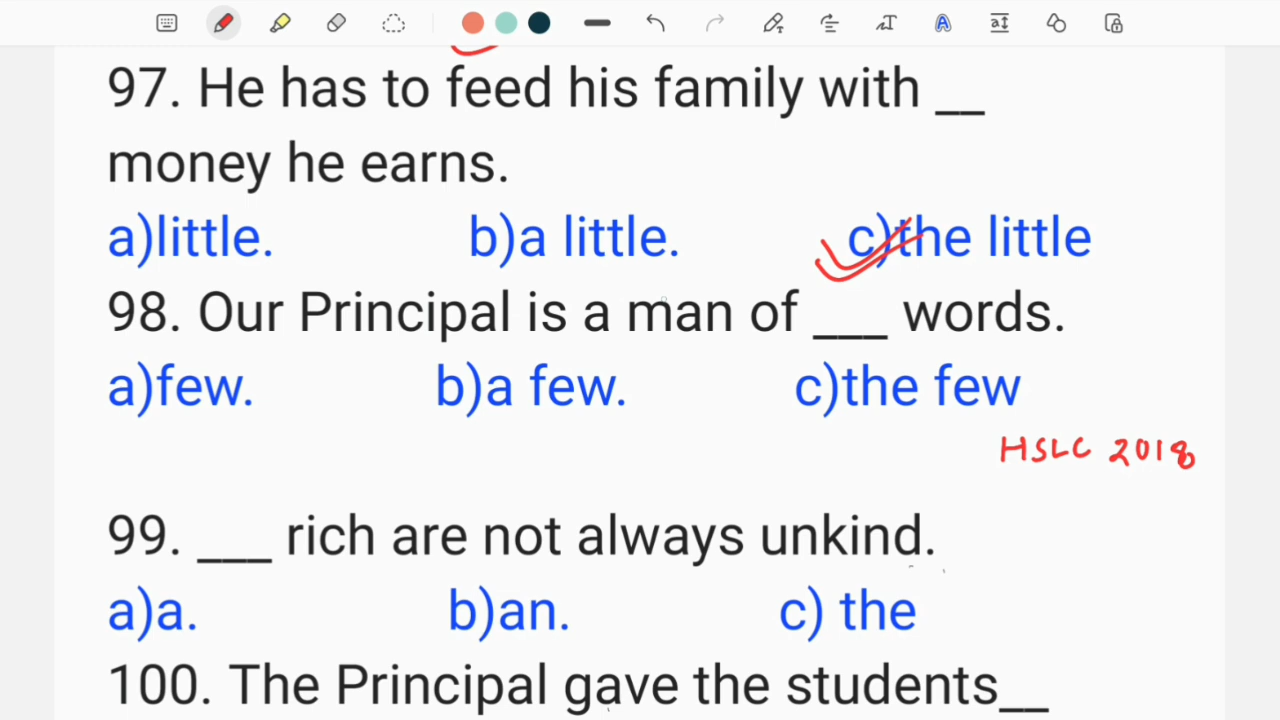 97. He has to feed his family with __
money he earns.
a)little. b)a little. c)the little
98. Our Principal is a man of ___ words.
a)few. b)a few. c)the few
HSLC 2018
99. ___ rich are not always unkind.
a)a. b)an. c) the
100. The Principal gave the students__